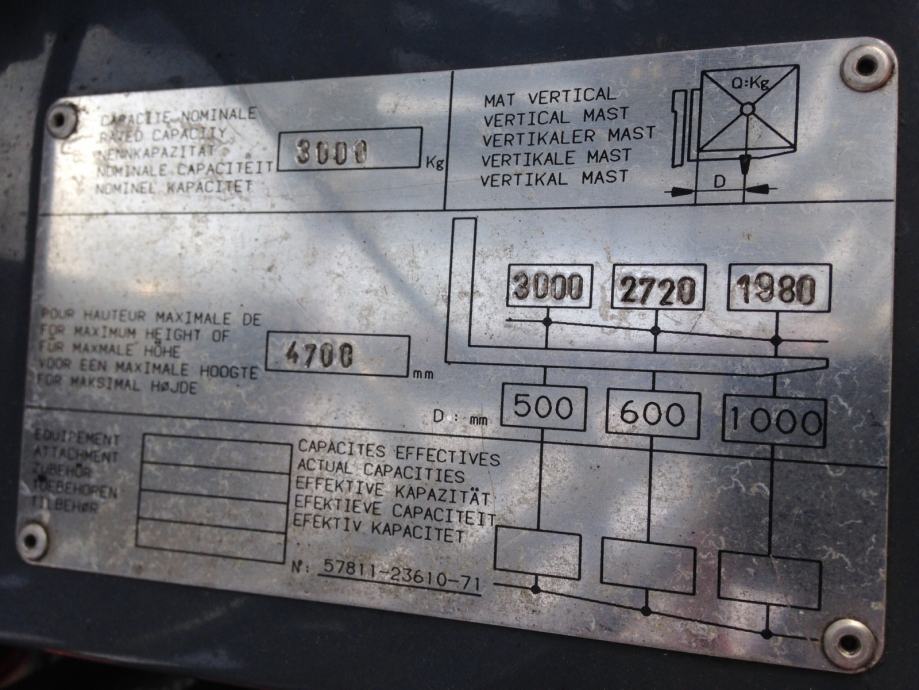 CAPACITE NOMINALE
RATED CAPACITY
NENNKAPAZITÄT
NOMINALE CAPACITEIT
NOMINEL KAPACITET
3000 Kg
MAT VERTICAL
VERTICAL MAST
VERTIKALER MAST
VERTIKALE MAST
VERTIKAL MAST
Q:Kg
D
POUR HAUTEUR MAXIMALE DE
FOR MAXIMUM HEIGHT OF
FÜR MAXMALE HÖHE
VOOR EEN MAXIMALE HOOGTE
FOR MAKSIMAL HØJDE
4700 mm
3000 2720 1980
D : mm 500 600 1000
EQUIPEMENT
ATTACHMENT
ZUBEHÖR
TOEBEHOREN
TILBEHØR
CAPACITES EFFECTIVES
ACTUAL CAPACITIES
EFFEKTIVE KAPAZITÄT
EFEKTIEVE CAPACITEIT
EFEKTIV KAPACITET
N°: 57811-23610-71